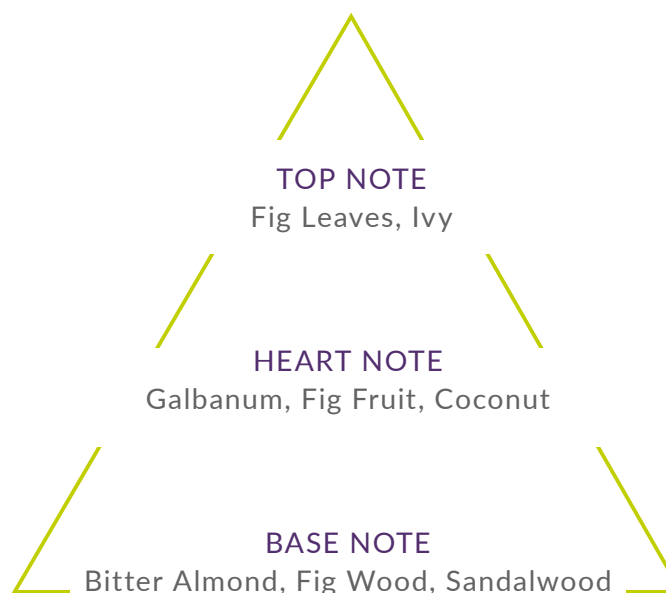 TOP NOTE
Fig Leaves, Ivy
HEART NOTE
Galbanum, Fig Fruit, Coconut
BASE NOTE
Bitter Almond, Fig Wood, Sandalwood